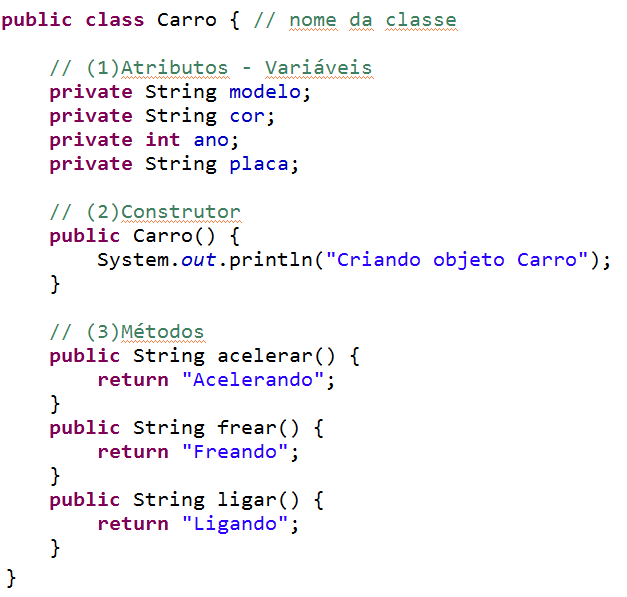 public class Carro { // nome da classe
// (1)Atributos - Variáveis
private String modelo;
private String cor;
private int ano;
private String placa;
// (2)Construtor
public Carro() {
System.out.println("Criando objeto Carro");
}
// (3)Métodos
public String acelerar() {
return "Acelerando";
}
public String frear() {
return "Freando";
}
public String ligar() {
return "Ligando";
}
}